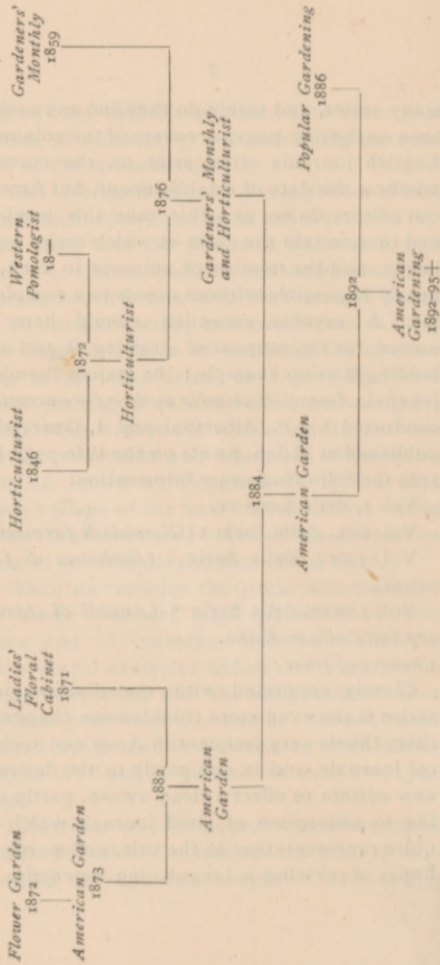 Flower Garden
1872
American Garden
1873
Ladies'
Floral
Cabinet
1871
Horticulturist
1846
Western
Pomologist
18—
Gardeners'
Monthly
1859
1882
1872
1876
American
Garden
Horticulturist
Gardeners' Monthly
and Horticulturist
1884
American Garden
Popular Gardening
1886
1892
American
Gardening
1892-95+